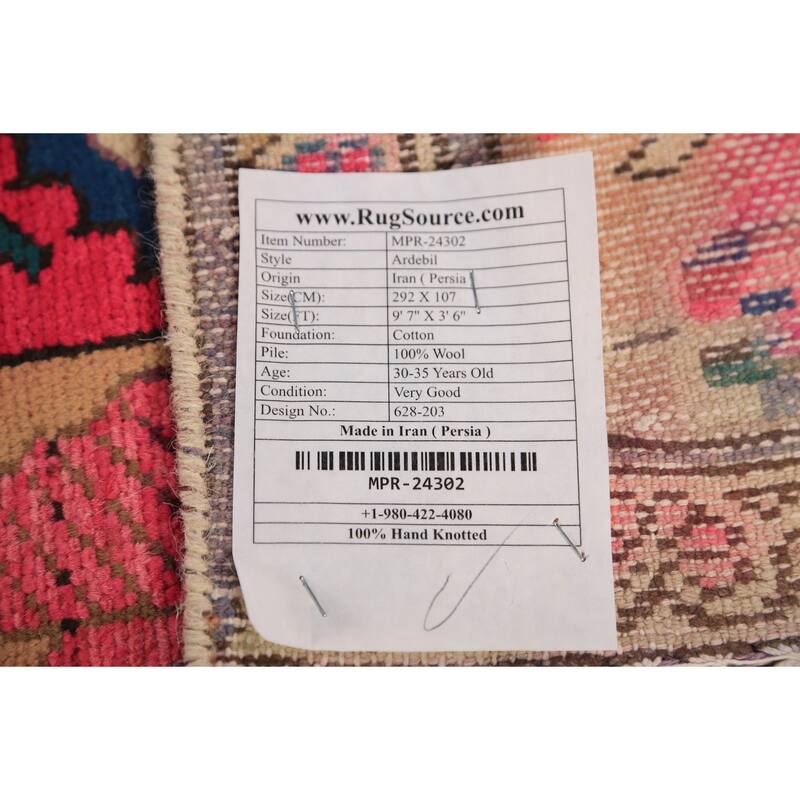 www.RugSource.com
Item Number: MPR-24302
Style Ardebil
Origin Iran ( Persia
Size(CM): 292 X 107
Size(FT): 9' 7" X 3' 6"
Foundation: Cotton
Pile: 100% Wool
Age: 30-35 Years Old
Condition: Very Good
Design No.: 628-203
Made in Iran ( Persia )
MPR-24302
+1-980-422-4080
100% Hand Knotted